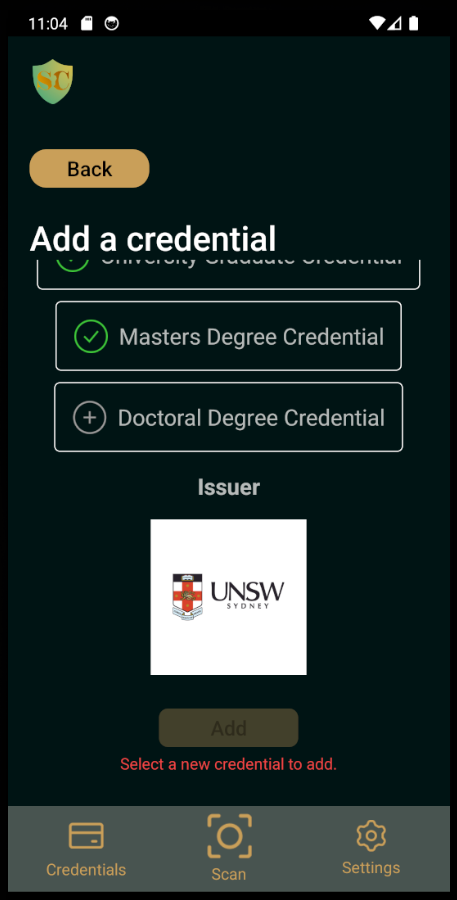 11:04
SC
Back
Add a credential
University Graduate Credential
Masters Degree Credential
Doctoral Degree Credential
Issuer
UNSW
SYDNEY
Add
Select a new credential to add.
Credentials
Scan
Settings